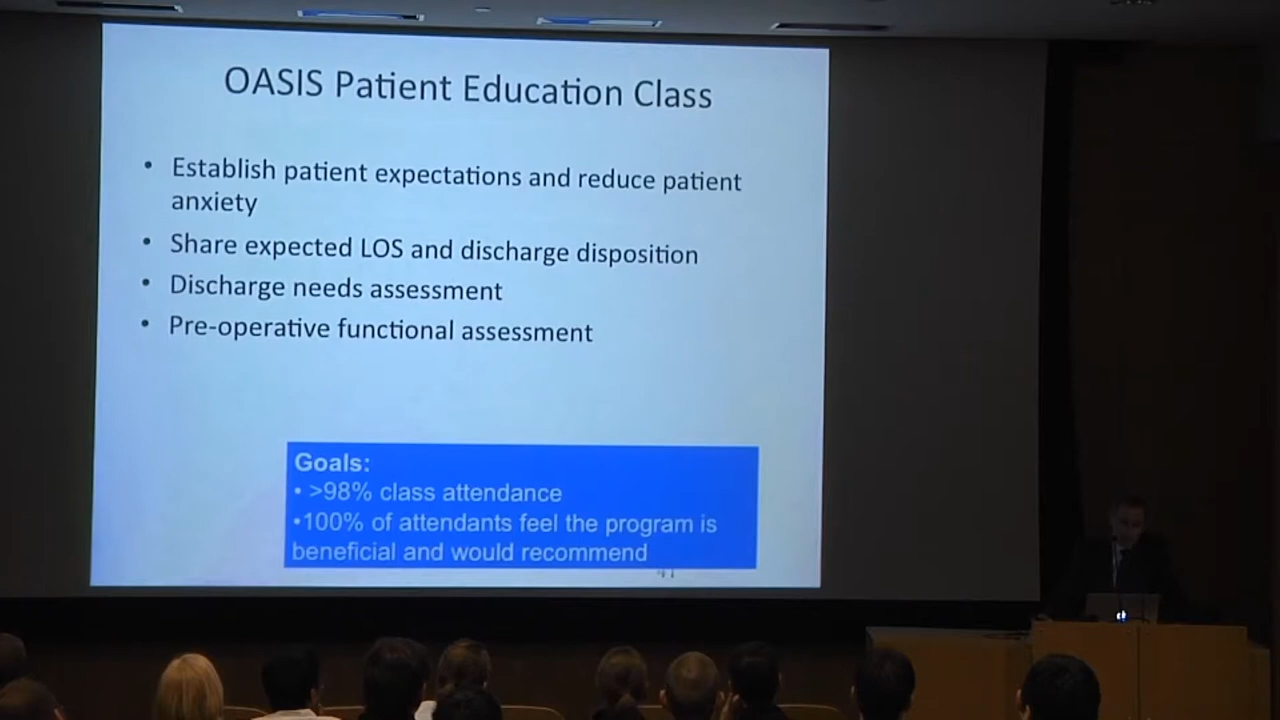 OASIS Patient Education Class
• Establish patient expectations and reduce patient
anxiety
• Share expected LOS and discharge disposition
• Discharge needs assessment
• Pre-operative functional assessment
Goals:
• >98% class attendance
•100% of attendants feel the program is
beneficial and would recommend